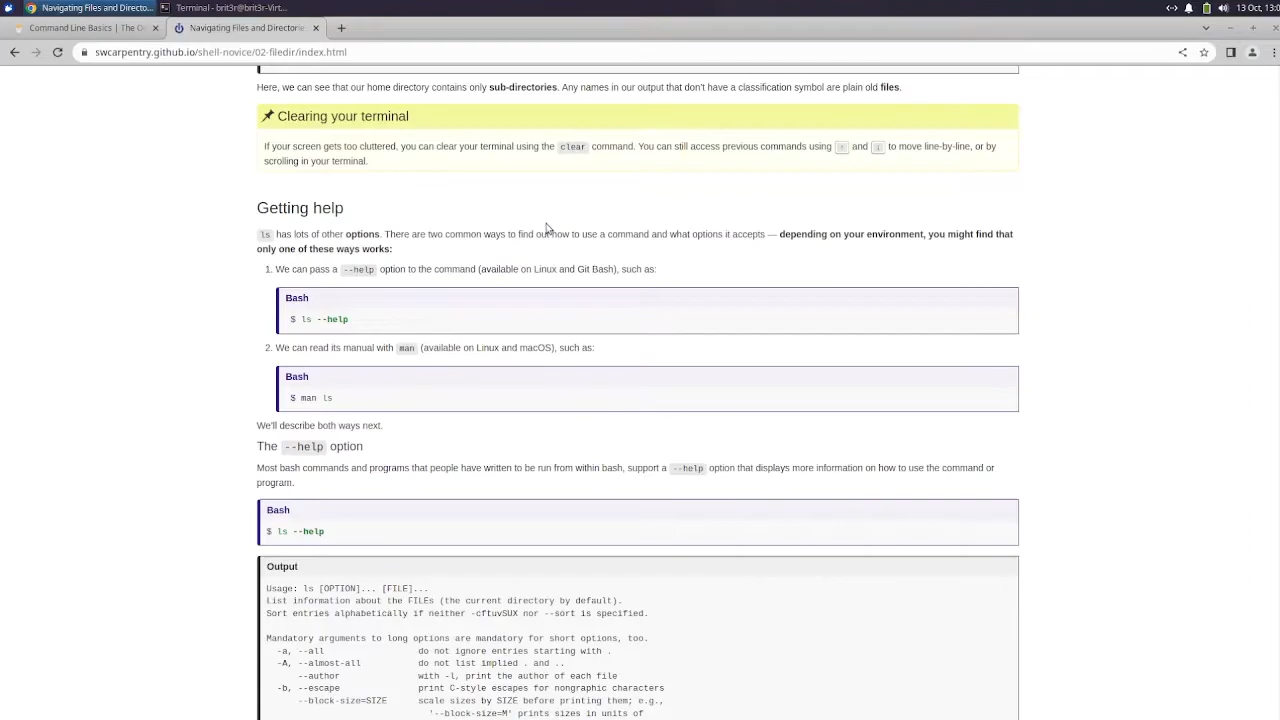 Navigating Files and Directo...
Terminal - brit3r@brit3r-Virt...
13 Oct, 13:0
Command Line Basics | The O
Navigating Files and Directorie
swcarpentry.github.io/shell-novice/02-filedir/index.html
Here, we can see that our home directory contains only sub-directories. Any names in our output that don't have a classification symbol are plain old files.
Clearing your terminal
If your screen gets too cluttered, you can clear your terminal using the clear command. You can still access previous commands using ↑ and ↓ to move line-by-line, or by
scrolling in your terminal.
Getting help
ls has lots of other options. There are two common ways to find out how to use a command and what options it accepts — depending on your environment, you might find that
only one of these ways works:
1. We can pass a --help option to the command (available on Linux and Git Bash), such as:
Bash
$ ls --help
2. We can read its manual with man (available on Linux and macOS), such as:
Bash
$ man ls
We'll describe both ways next.
The --help option
Most bash commands and programs that people have written to be run from within bash, support a --help option that displays more information on how to use the command or
program.
Bash
$ ls --help
Output
Usage: ls [OPTION]... [FILE]...
List information about the FILEs (the current directory by default).
Sort entries alphabetically if neither -cftuvSUX nor --sort is specified.
Mandatory arguments to long options are mandatory for short options, too.
-a, --all do not ignore entries starting with .
-A, --almost-all do not list implied . and ..
--author with -l, print the author of each file
-b, --escape print C-style escapes for nongraphic characters
--block-size=SIZE scale sizes by SIZE before printing them; e.g.,
'--block-size=M' prints sizes in units of